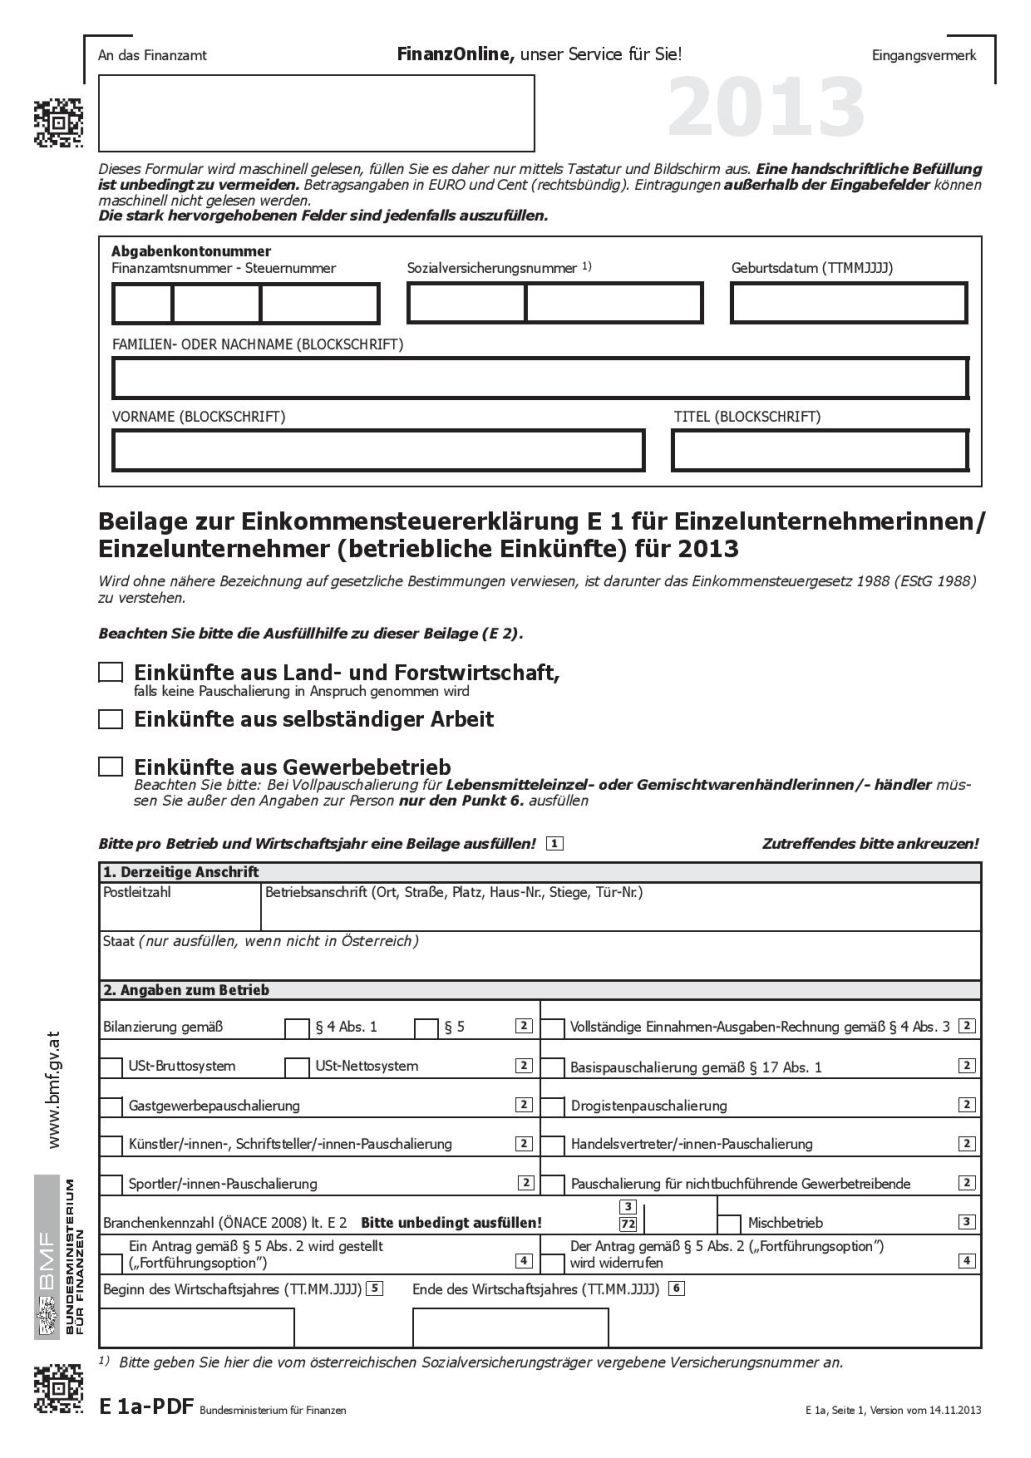 An das Finanzamt
FinanzOnline, unser Service für Sie!
Eingangsvermerk
2013
Dieses Formular wird maschinell gelesen, füllen Sie es daher nur mittels Tastatur und Bildschirm aus. Eine handschriftliche Befüllung
ist unbedingt zu vermeiden. Betragsangaben in EURO und Cent (rechtsbündig). Eintragungen außerhalb der Eingabefelder können
maschinell nicht gelesen werden.
Die stark hervorgehobenen Felder sind jedenfalls auszufüllen.
Abgabenkontonummer
Finanzamtsnummer - Steuernummer
Sozialversicherungsnummer 1)
Geburtsdatum (TTMMJJJJ)
FAMILIEN- ODER NACHNAME (BLOCKSCHRIFT)
VORNAME (BLOCKSCHRIFT)
TITEL (BLOCKSCHRIFT)
Beilage zur Einkommensteuererklärung E 1 für Einzelunternehmerinnen/
Einzelunternehmer (betriebliche Einkünfte) für 2013
Wird ohne nähere Bezeichnung auf gesetzliche Bestimmungen verwiesen, ist darunter das Einkommensteuergesetz 1988 (EStG 1988)
zu verstehen.
Beachten Sie bitte die Ausfüllhilfe zu dieser Beilage (E 2).
Einkünfte aus Land- und Forstwirtschaft,
falls keine Pauschalierung in Anspruch genommen wird
Einkünfte aus selbständiger Arbeit
Einkünfte aus Gewerbebetrieb
Beachten Sie bitte: Bei Vollpauschalierung für Lebensmitteleinzel- oder Gemischtwarenhändlerinnen/- händler müs-
sen Sie außer den Angaben zur Person nur den Punkt 6. ausfüllen
Bitte pro Betrieb und Wirtschaftsjahr eine Beilage ausfüllen! 1
Zutreffendes bitte ankreuzen!
1. Derzeitige Anschrift
Postleitzahl
Betriebsanschrift (Ort, Straße, Platz, Haus-Nr., Stiege, Tür-Nr.)
Staat (nur ausfüllen, wenn nicht in Österreich)
2. Angaben zum Betrieb
Bilanzierung gemäß § 4 Abs. 1 § 5 2
Vollständige Einnahmen-Ausgaben-Rechnung gemäß § 4 Abs. 3 2
USt-Bruttosystem USt-Nettosystem 2
Basispauschalierung gemäß § 17 Abs. 1 2
Gastgewerbepauschalierung 2
Drogistenpauschalierung 2
Künstler/-innen-, Schriftsteller/-innen-Pauschalierung 2
Handelsvertreter/-innen-Pauschalierung 2
Sportler/-innen-Pauschalierung 2
Pauschalierung für nichtbuchführende Gewerbetreibende 2
Branchenkennzahl (ÖNACE 2008) lt. E 2 Bitte unbedingt ausfüllen!
3
72
Mischbetrieb 3
Ein Antrag gemäß § 5 Abs. 2 wird gestellt
(„Fortführungsoption") 4
Der Antrag gemäß § 5 Abs. 2 („Fortführungsoption")
wird widerrufen 4
Beginn des Wirtschaftsjahres (TT.MM.JJJJ) 5
Ende des Wirtschaftsjahres (TT.MM.JJJJ) 6
1) Bitte geben Sie hier die vom österreichischen Sozialversicherungsträger vergebene Versicherungsnummer an.
www.bmf.gv.at
BMF
BUNDESMINISTERIUM
FÜR FINANZEN
E 1a-PDF Bundesministerium für Finanzen
E 1a, Seite 1, Version vom 14.11.2013